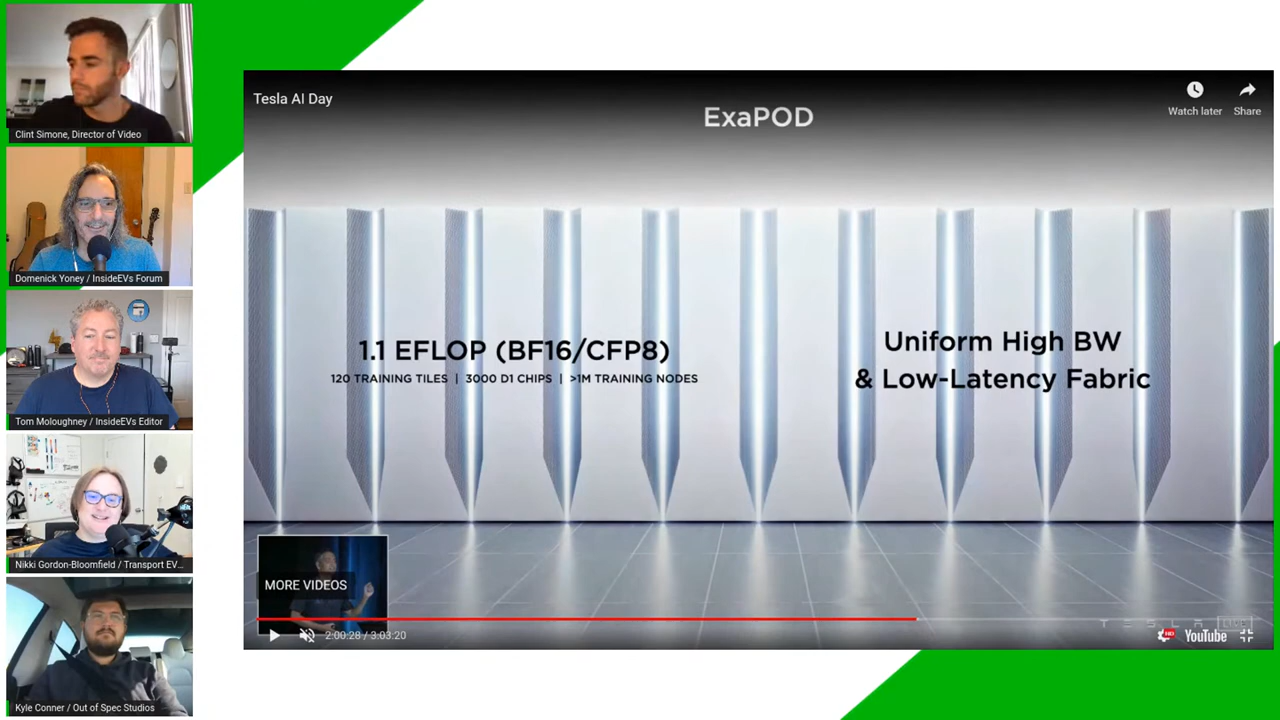 Clint Simone, Director of Video
Domenick Yoney / InsideEVs Forum
Tom Moloughney / InsideEVs Editor
Nikki Gordon-Bloomfield / Transport EV...
Kyle Conner / Out of Spec Studios
Tesla AI Day
Watch later
Share
ExaPOD
1.1 EFLOP (BF16/CFP8)
120 TRAINING TILES | 3000 D1 CHIPS | >1M TRAINING NODES
Uniform High BW
& Low-Latency Fabric
MORE VIDEOS
2:00:28 / 3:03:20
TESLA LIVE
HD
YouTube